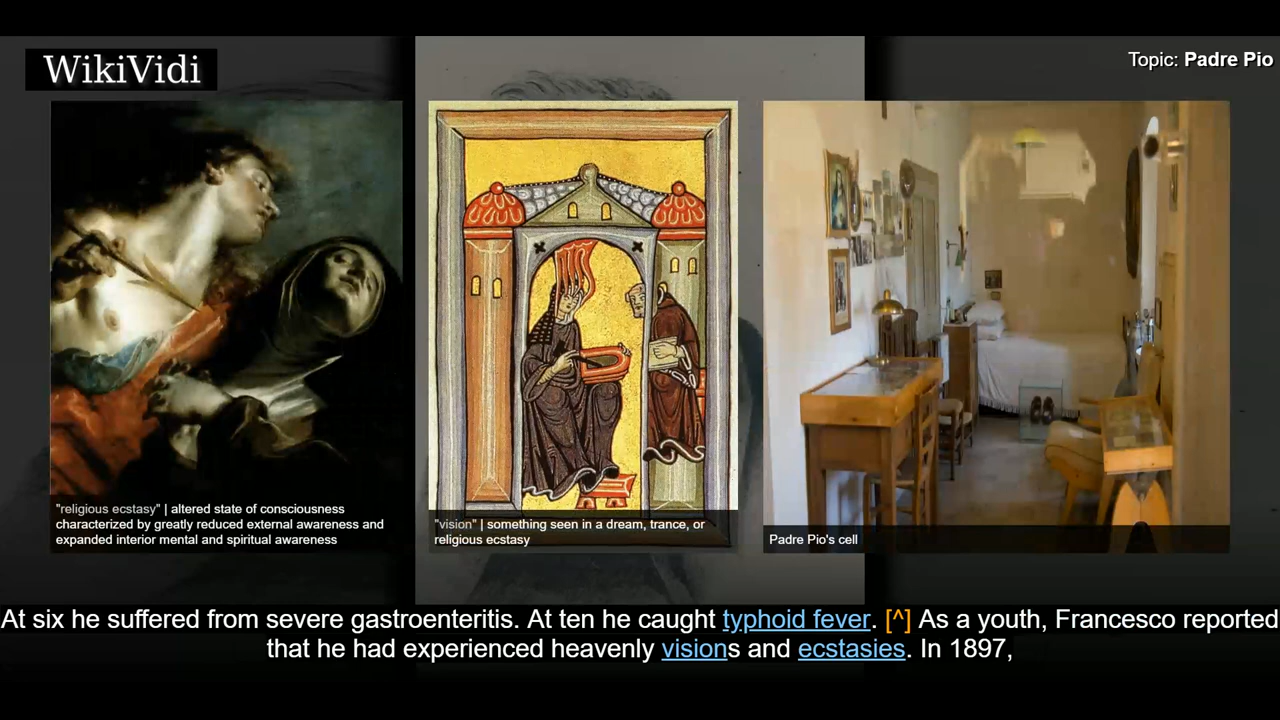 WikiVidi
Topic: Padre Pio
"religious ecstasy" | altered state of consciousness
characterized by greatly reduced external awareness and
expanded interior mental and spiritual awareness
"vision" | something seen in a dream, trance, or
religious ecstasy
Padre Pio's cell
At six he suffered from severe gastroenteritis. At ten he caught typhoid fever. [^] As a youth, Francesco reported
that he had experienced heavenly visions and ecstasies. In 1897,